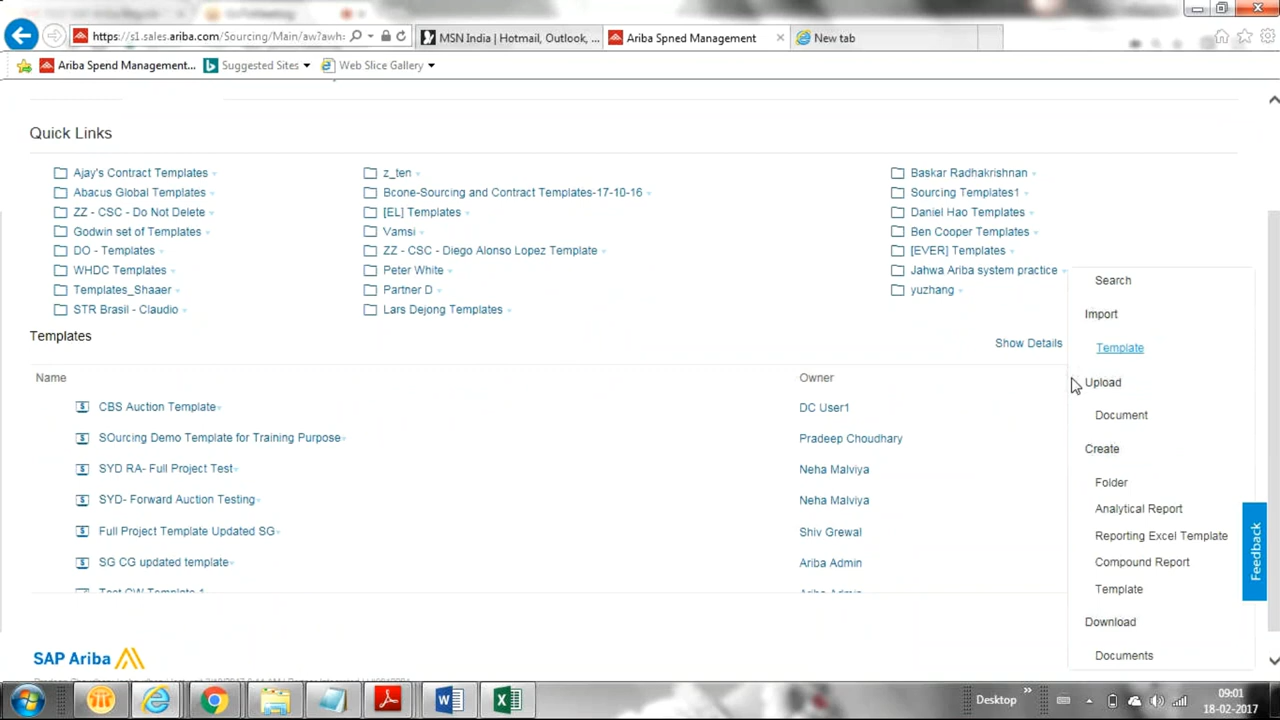 https://s1.sales.ariba.com/Sourcing/Main/aw?awh:
MSN India | Hotmail, Outlook, ...
Ariba Spned Management
New tab
Ariba Spend Management...
Suggested Sites
Web Slice Gallery
Quick Links
Ajay's Contract Templates
z_ten
Baskar Radhakrishnan
Abacus Global Templates
Bcone-Sourcing and Contract Templates-17-10-16
Sourcing Templates1
ZZ - CSC - Do Not Delete
[EL] Templates
Daniel Hao Templates
Godwin set of Templates
Vamsi
Ben Cooper Templates
DO - Templates
ZZ - CSC - Diego Alonso Lopez Template
[EVER] Templates
WHDC Templates
Peter White
Jahwa Ariba system practice
Templates_Shaaer
Partner D
yuzhang
STR Brasil - Claudio
Lars Dejong Templates
Templates
Show Details
Name
Owner
CBS Auction Template
DC User1
SOurcing Demo Template for Training Purpose
Pradeep Choudhary
SYD RA- Full Project Test
Neha Malviya
SYD- Forward Auction Testing
Neha Malviya
Full Project Template Updated SG
Shiv Grewal
SG CG updated template
Ariba Admin
Search
Import
Template
Upload
Document
Create
Folder
Analytical Report
Reporting Excel Template
Compound Report
Template
Download
Documents
Feedback
SAP Ariba
Desktop
09:01
18-02-2017